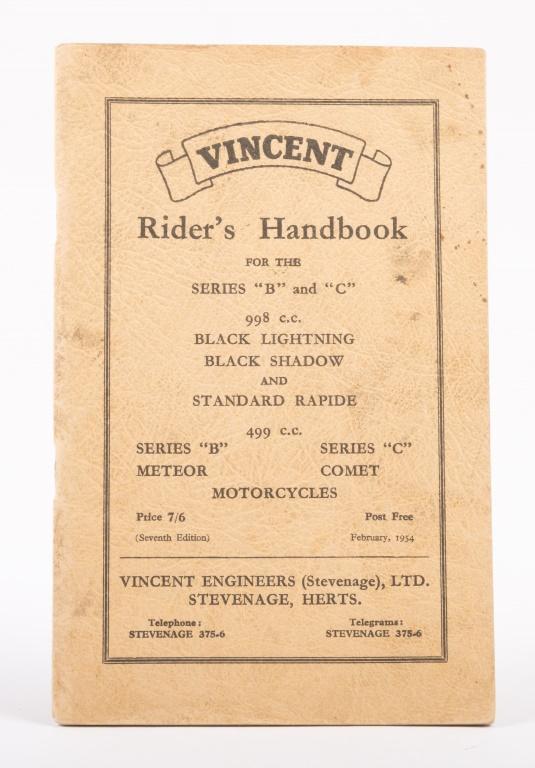 VINCENT
Rider's Handbook
FOR THE
SERIES "B" and "C"
998 c.c.
BLACK LIGHTNING
BLACK SHADOW
AND
STANDARD RAPIDE
499 c.c.
SERIES "B" SERIES "C"
METEOR COMET
MOTORCYCLES
Price 7/6 Post Free
(Seventh Edition) February, 1954
VINCENT ENGINEERS (Stevenage), LTD.
STEVENAGE, HERTS.
Telephone: Telegrams:
STEVENAGE 375-6 STEVENAGE 375-6